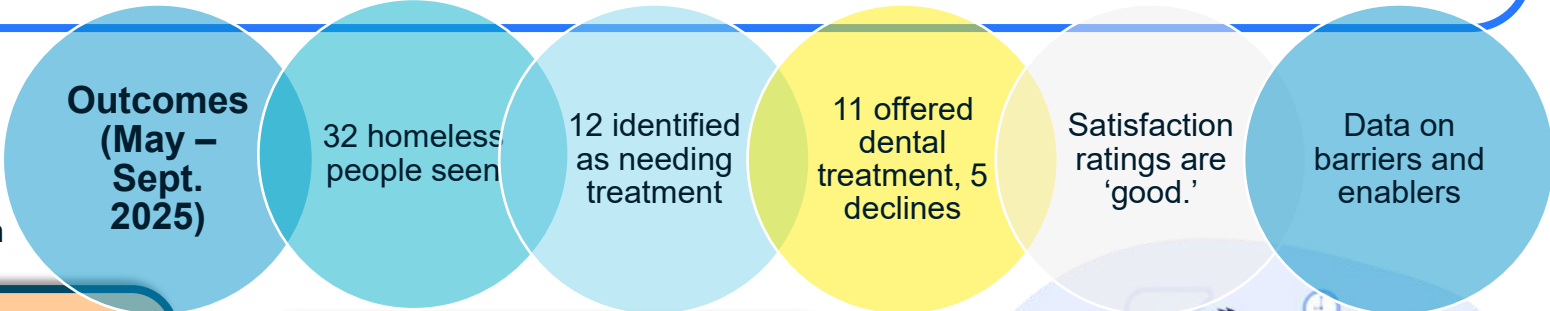 Outcomes
(May –
Sept.
2025)
32 homeless
people seen
12 identified
as needing
treatment
11 offered
dental
treatment, 5
declines
Satisfaction
ratings are
‘good.’
Data on
barriers and
enablers